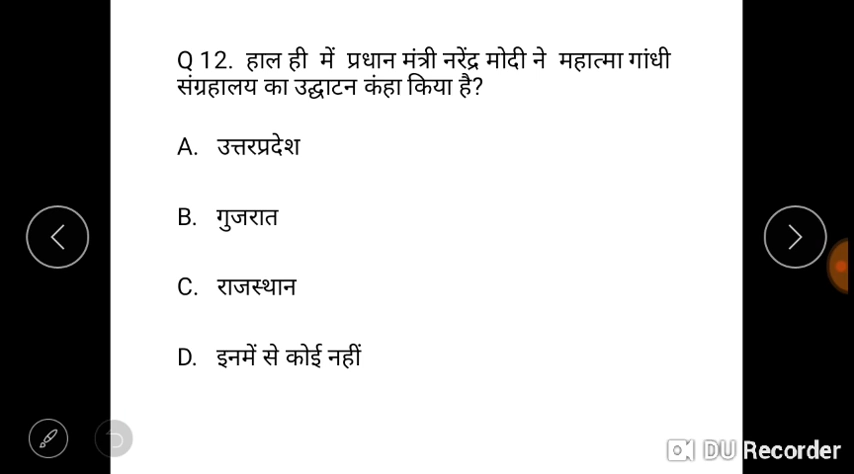 Q 12. हाल ही में प्रधान मंत्री नरेंद्र मोदी ने महात्मा गांधी
संग्रहालय का उद्घाटन कंहा किया है?
A. उत्तरप्रदेश
B. गुजरात
C. राजस्थान
D. इनमें से कोई नहीं
DU Recorder